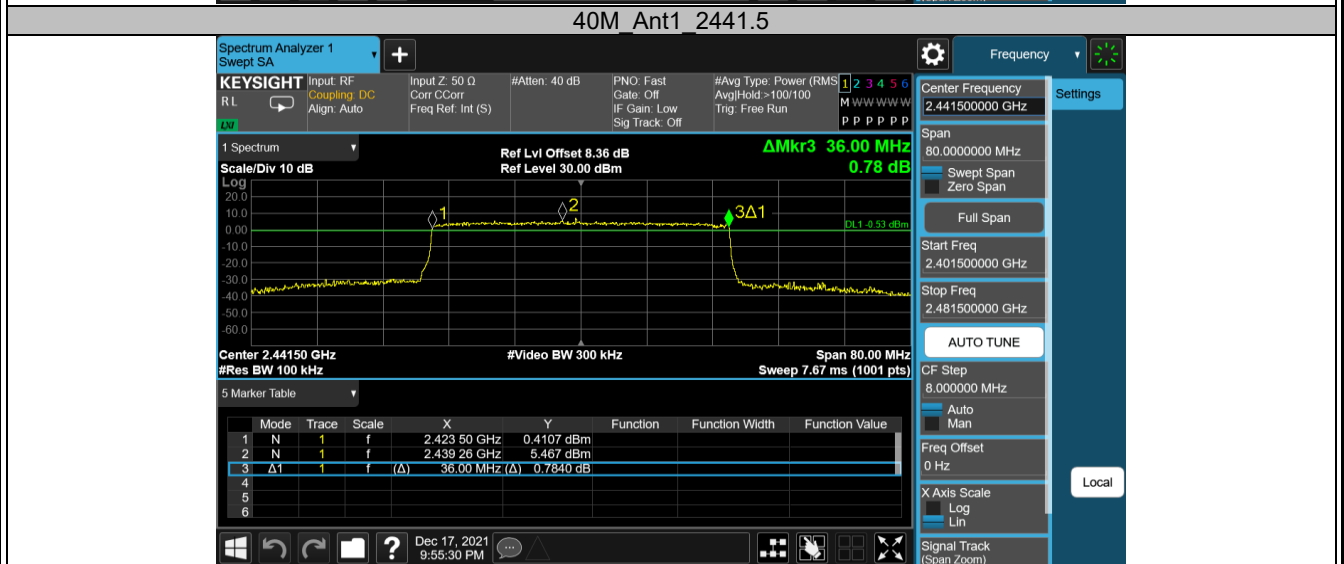 40M_Ant1_2441.5
Spectrum Analyzer 1
Swept SA
Frequency
KEYSIGHT
R L
LXI
Input: RF
Coupling: DC
Align: Auto
Input Z: 50 Ω
Corr CCorr
Freq Ref: Int (S)
#Atten: 40 dB
PNO: Fast
Gate: Off
IF Gain: Low
Sig Track: Off
#Avg Type: Power (RMS
Avg|Hold:>100/100
Trig: Free Run
1 2 3 4 5 6
M W W W W W
P P P P P P
1 Spectrum
Scale/Div 10 dB
Ref Lvl Offset 8.36 dB
Ref Level 30.00 dBm
ΔMkr3 36.00 MHz
0.78 dB
Log
20.0
10.0
0.00
-10.0
-20.0
-30.0
-40.0
-50.0
-60.0
1
2
3Δ1
DL1 -0.53 dBm
Center 2.44150 GHz
#Video BW 300 kHz
Span 80.00 MHz
#Res BW 100 kHz
Sweep 7.67 ms (1001 pts)
5 Marker Table
Mode Trace Scale X Y Function Function Width Function Value
1 N 1 f 2.423 50 GHz 0.4107 dBm
2 N 1 f 2.439 26 GHz 5.467 dBm
3 Δ1 1 f (Δ) 36.00 MHz (Δ) 0.7840 dB
4
5
6
Dec 17, 2021
9:55:30 PM
Center Frequency
2.441500000 GHz
Settings
Span
80.0000000 MHz
Swept Span
Zero Span
Full Span
Start Freq
2.401500000 GHz
Stop Freq
2.481500000 GHz
AUTO TUNE
CF Step
8.000000 MHz
Auto
Man
Freq Offset
0 Hz
X Axis Scale
Log
Lin
Local
Signal Track
(Span Zoom)